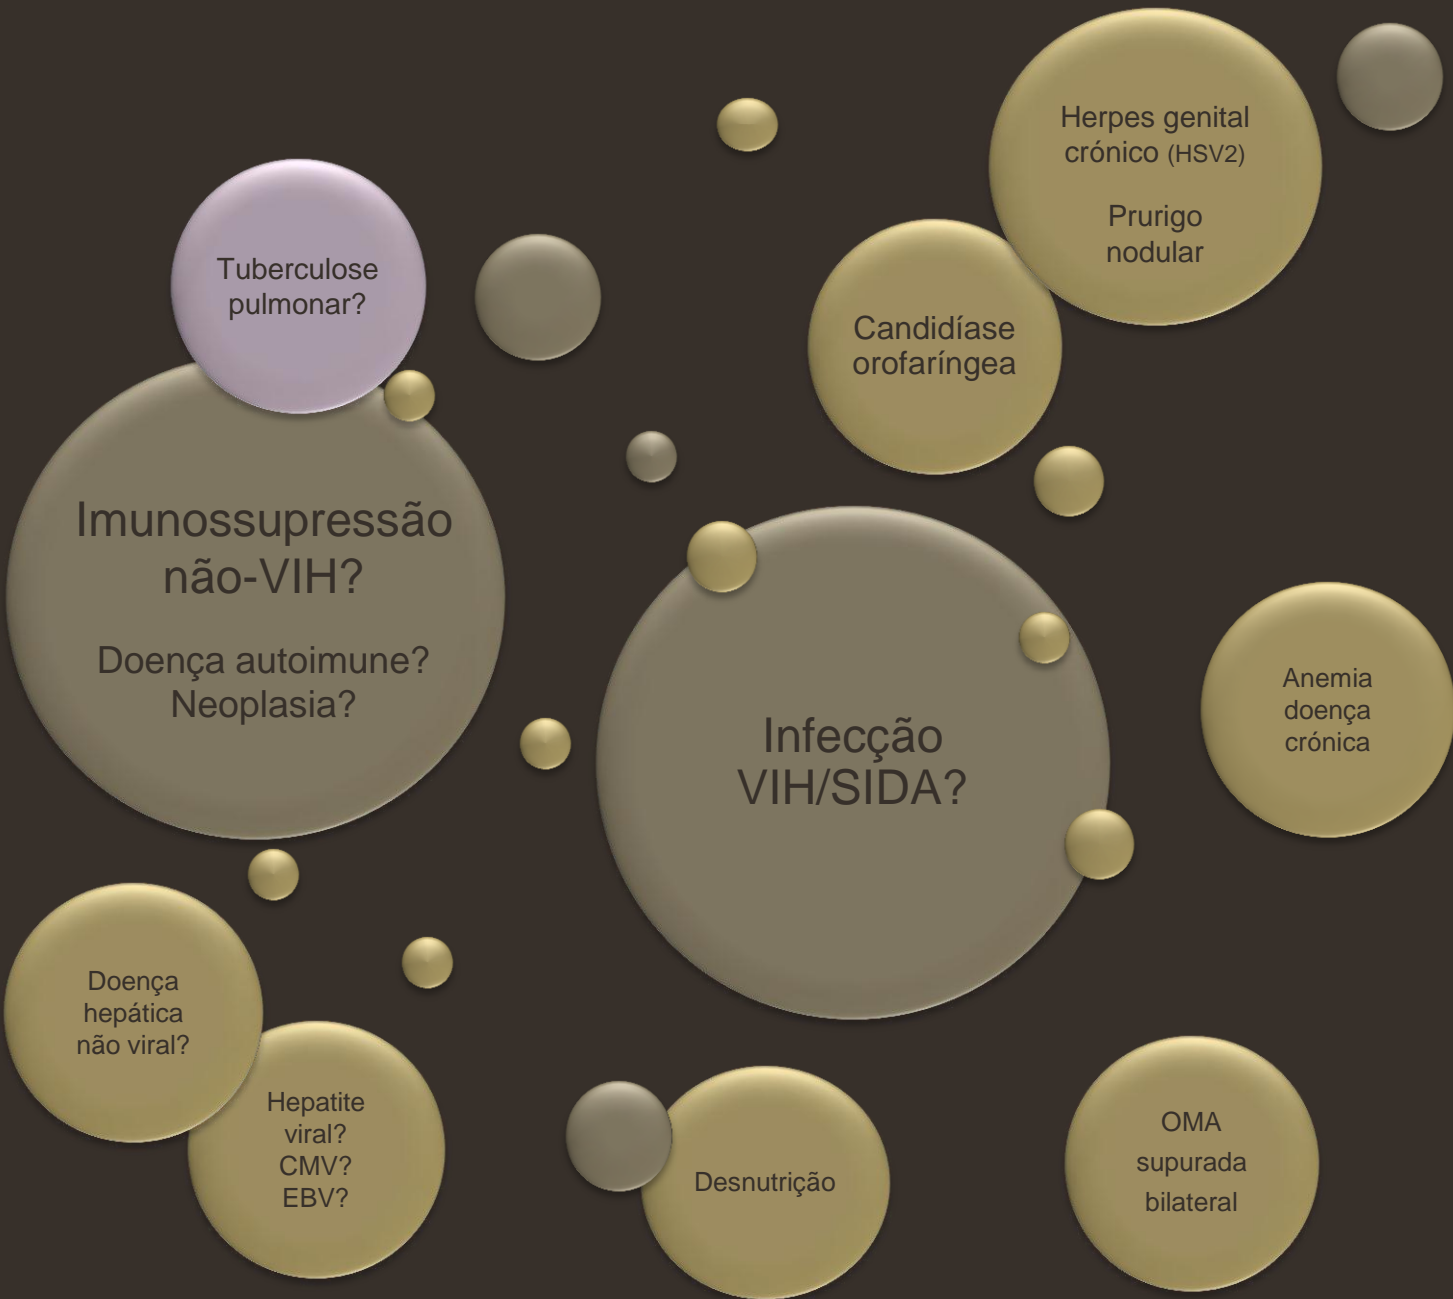 Herpes genital
crónico (HSV2)
Prurigo
nodular
Tuberculose
pulmonar?
Candidíase
orofaríngea
Imunossupressão
não-VIH?
Doença autoimune?
Neoplasia?
Infecção
VIH/SIDA?
Anemia
doença
crónica
Doença
hepática
não viral?
Hepatite
viral?
CMV?
EBV?
Desnutrição
OMA
supurada
bilateral